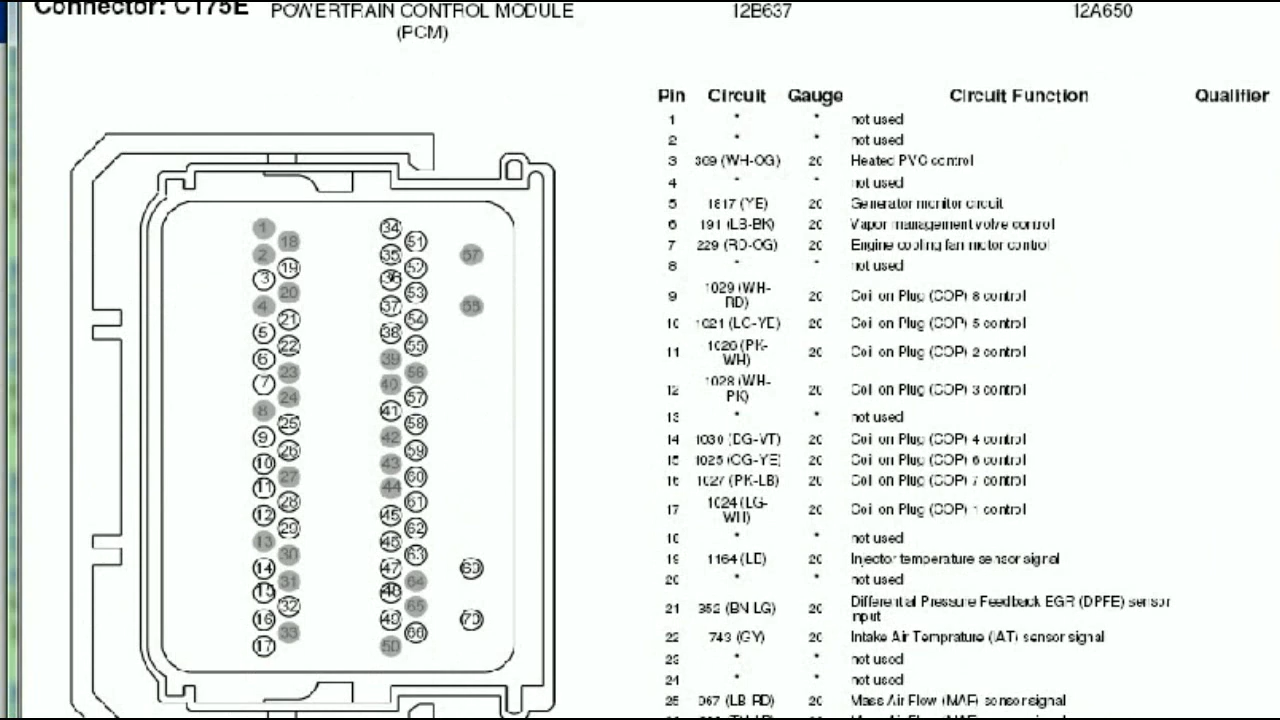 Connector: C175E
POWERTRAIN CONTROL MODULE
(PCM)
12B637
12A650
Pin Circuit Gauge Circuit Function Qualifier
1 * * not used
2 * * not used
3 309 (WH-OG) 20 Heated PVC control
4 * * not used
5 1817 (YE) 20 Generator monitor circuit
6 191 (LB-BK) 20 Vapor management volve control
7 229 (RD-OG) 20 Engine cooling fan motor control
8 * * not used
9 1029 (WH-
RD) 20 Coil on Plug (COP) 8 control
10 1021 (LG-YE) 20 Coil on Plug (COP) 5 control
11 1026 (PK-
WH) 20 Coil on Plug (COP) 2 control
12 1028 (WH-
PK) 20 Coil on Plug (COP) 3 control
13 * * not used
14 1030 (DG-VT) 20 Coil on Plug (COP) 4 control
15 1025 (OG-YE) 20 Coil on Plug (COP) 6 control
16 1027 (PK-LB) 20 Coil on Plug (COP) 7 control
17 1024 (LG-
WH) 20 Coil on Plug (COP) 1 control
18 * * not used
19 1164 (LB) 20 Injector temperature sensor signal
20 * * not used
21 352 (BN-LG) 20 Differential Pressure Feedback EGR (DPFE) sensor
input
22 743 (GY) 20 Intake Air Temprature (IAT) sensor signal
23 * * not used
24 * * not used
25 967 (LB-RD) 20 Mass Air Flow (MAF) sensor signal
1 34
18 51
2 35 57
19 52
3 36
20 53
4 37 58
21 54
5 38
22 55
6 39
23 56
7 40
24 57
8 41
25 58
9 42
26 59
10 43
27 60
11 44
28 61
12 45
29 62
13 46
30 63
14 47 69
31 64
15 48
32 65
16 49 70
33 66
17 50